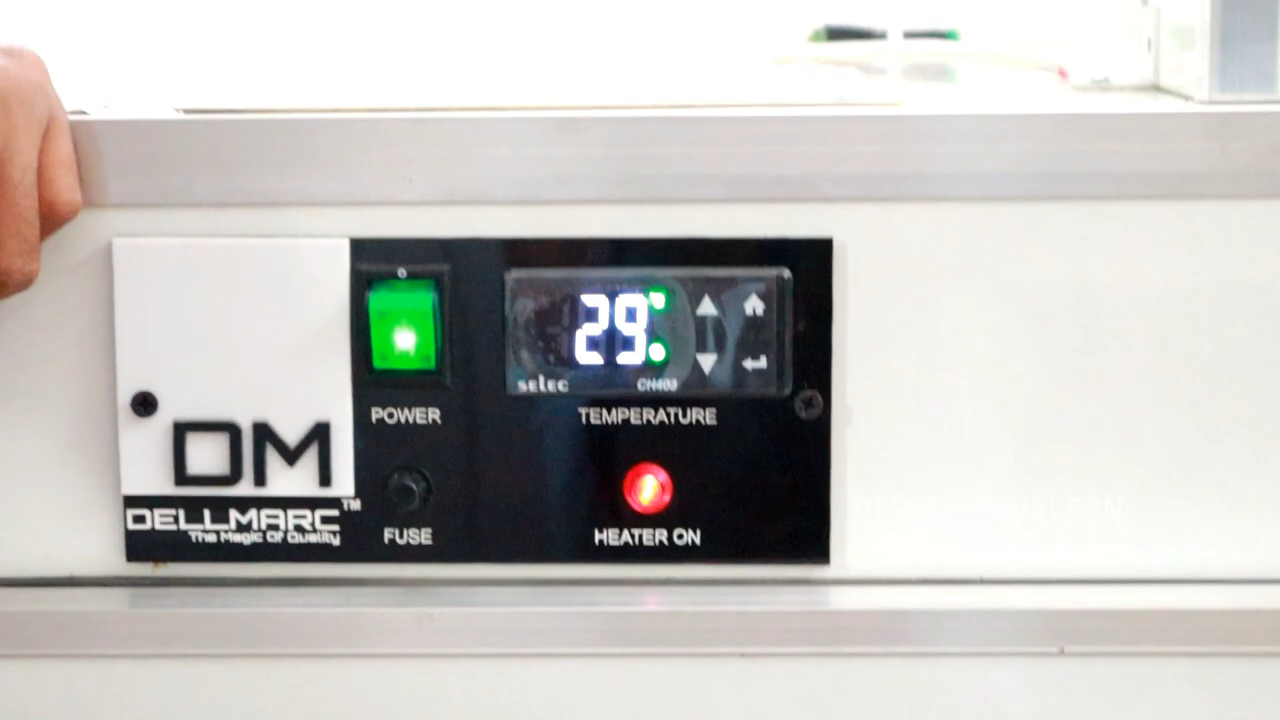 29
°C
selec
CH403
POWER
TEMPERATURE
DM
DELLMARC™
The Magic Of Quality
FUSE
HEATER ON